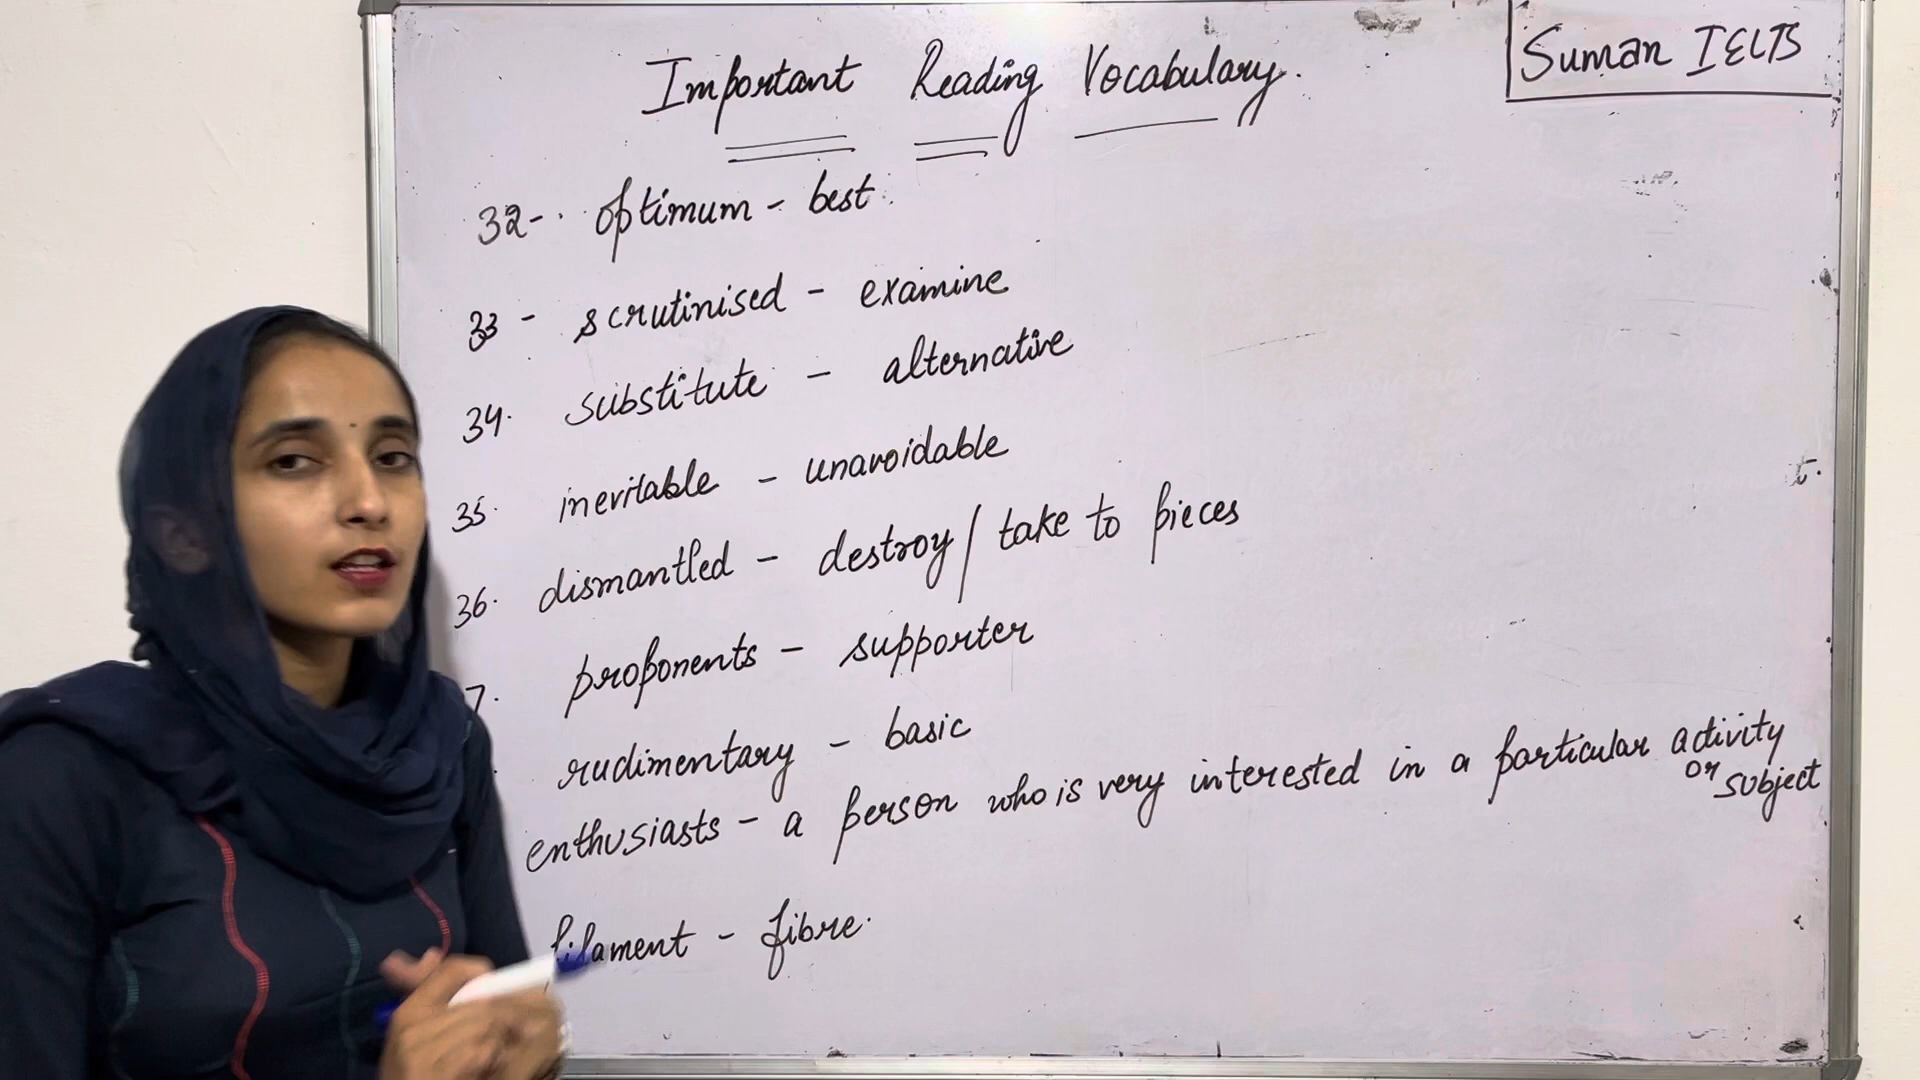 Important Reading Vocabulary.
Suman IELTS
32- optimum - best
33 - scrutinised - examine
34. substitute - alternative
35. inevitable - unavoidable
36. dismantled - destroy / take to pieces
7. proponents - supporter
rudimentary - basic
enthusiasts - a person who is very interested in a particular activity
or subject
filament - fibre.